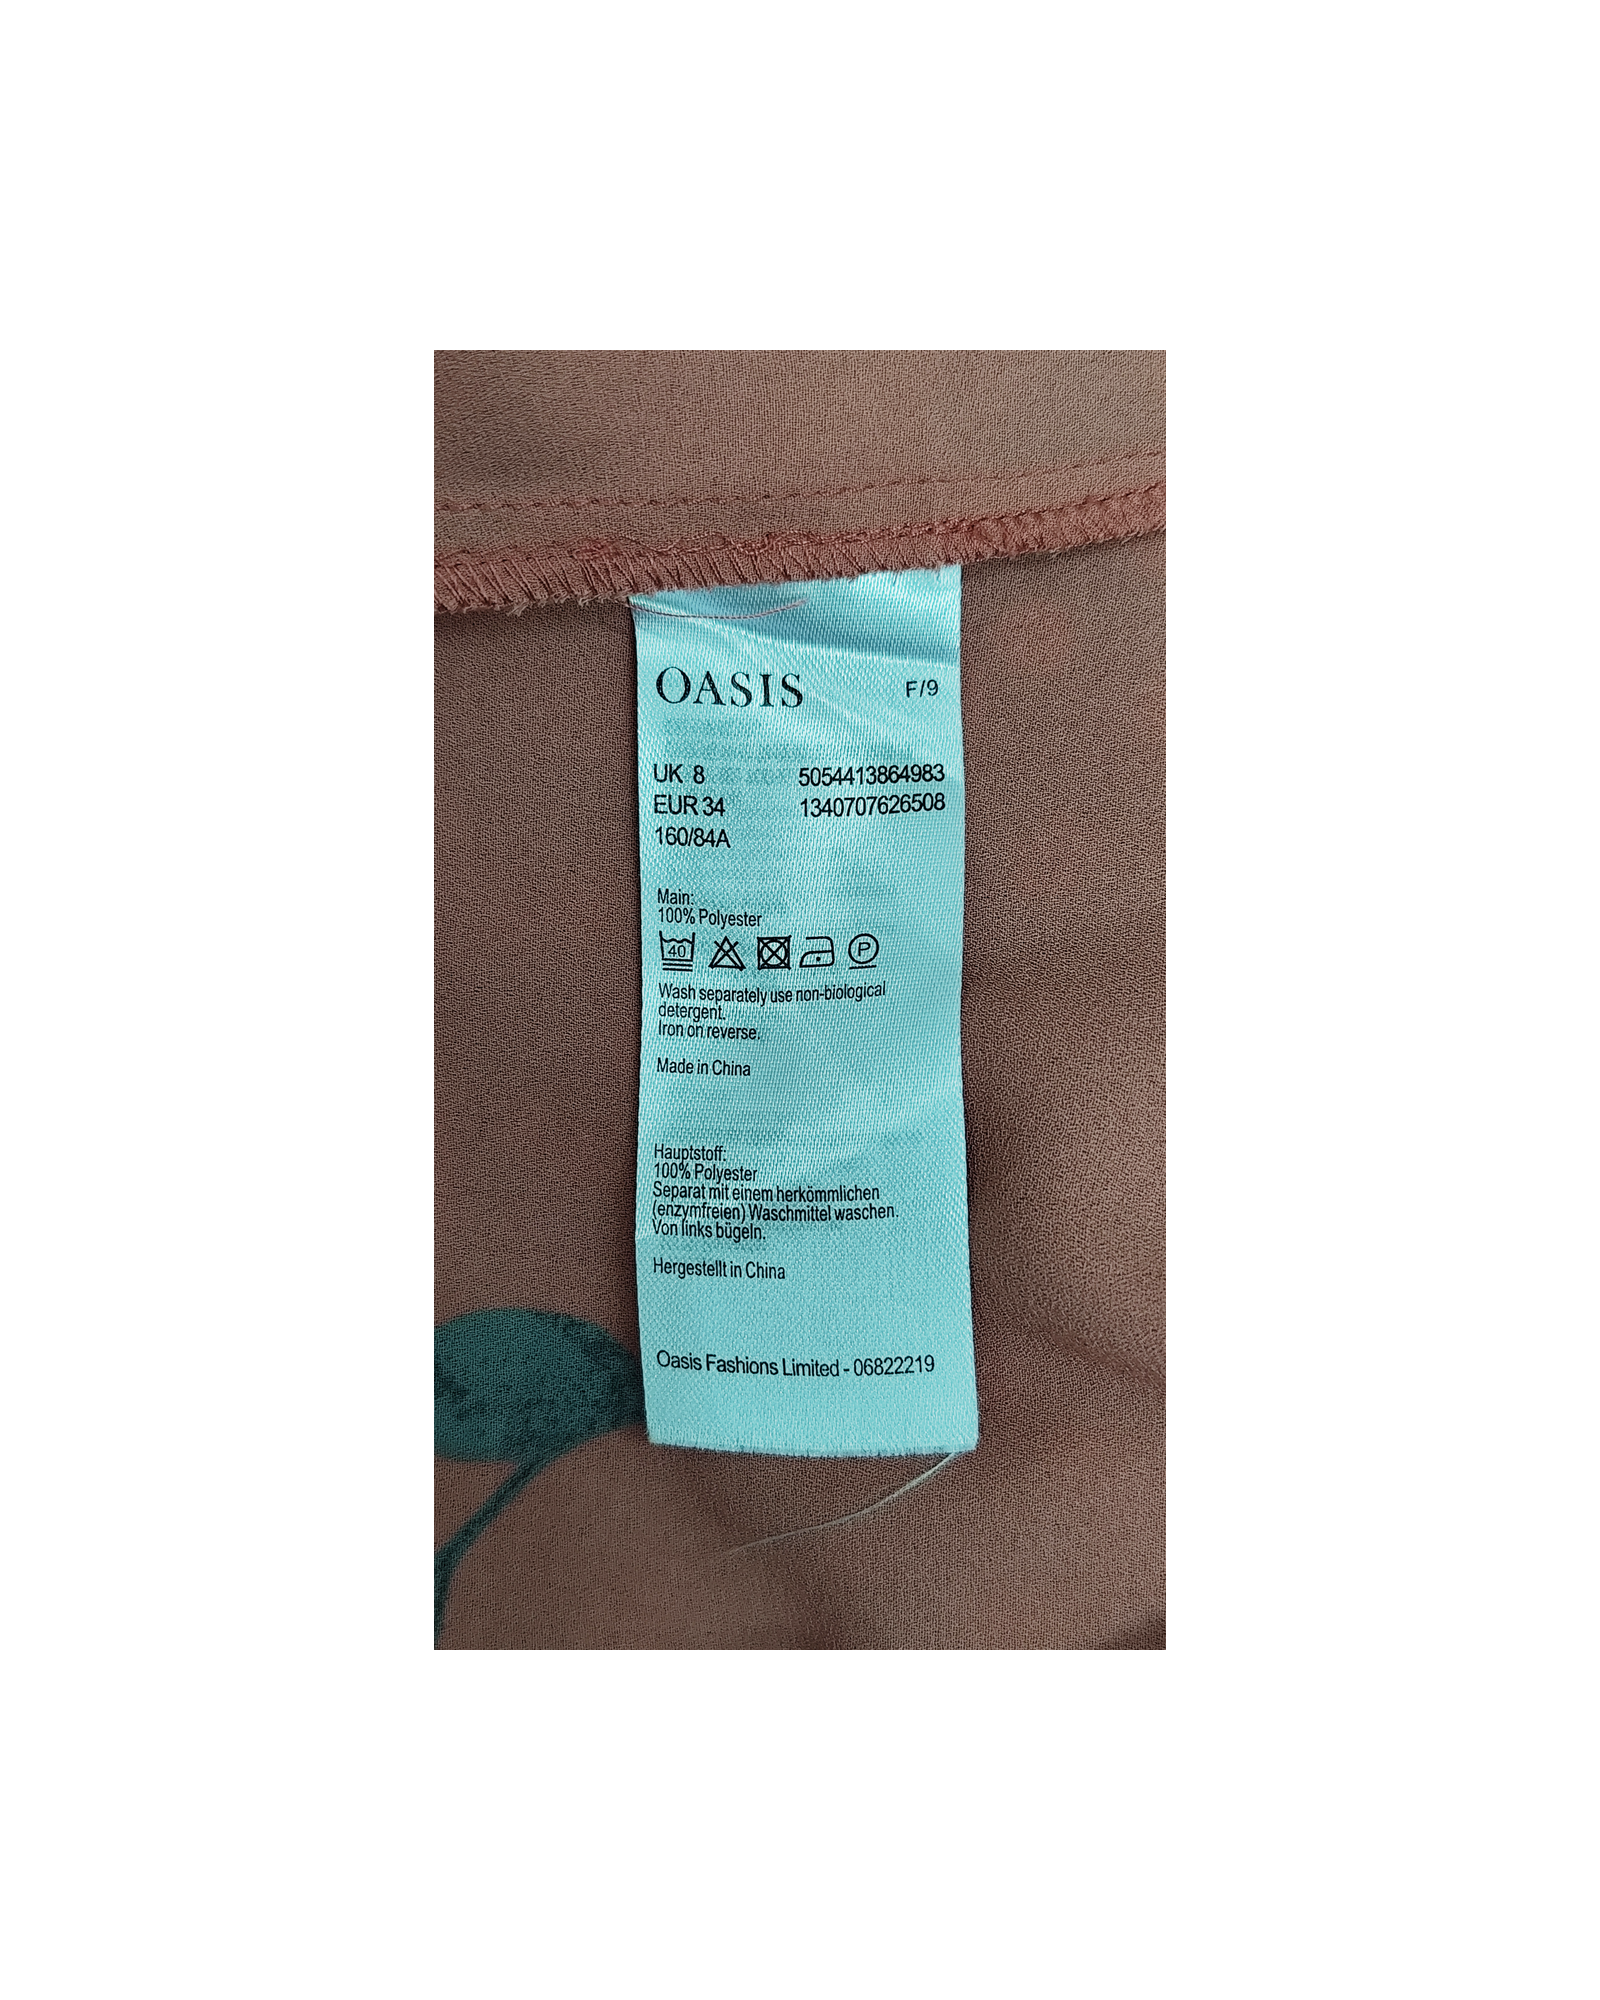 OASIS F/9
UK 8 5054413864983
EUR 34 1340707626508
160/84A
Main:
100% Polyester
40 P
Wash separately use non-biological
detergent.
Iron on reverse.
Made in China
Hauptstoff:
100% Polyester
Separat mit einem herkömmlichen
(enzymfreien) Waschmittel waschen.
Von links bügeln.
Hergestellt in China
Oasis Fashions Limited - 06822219